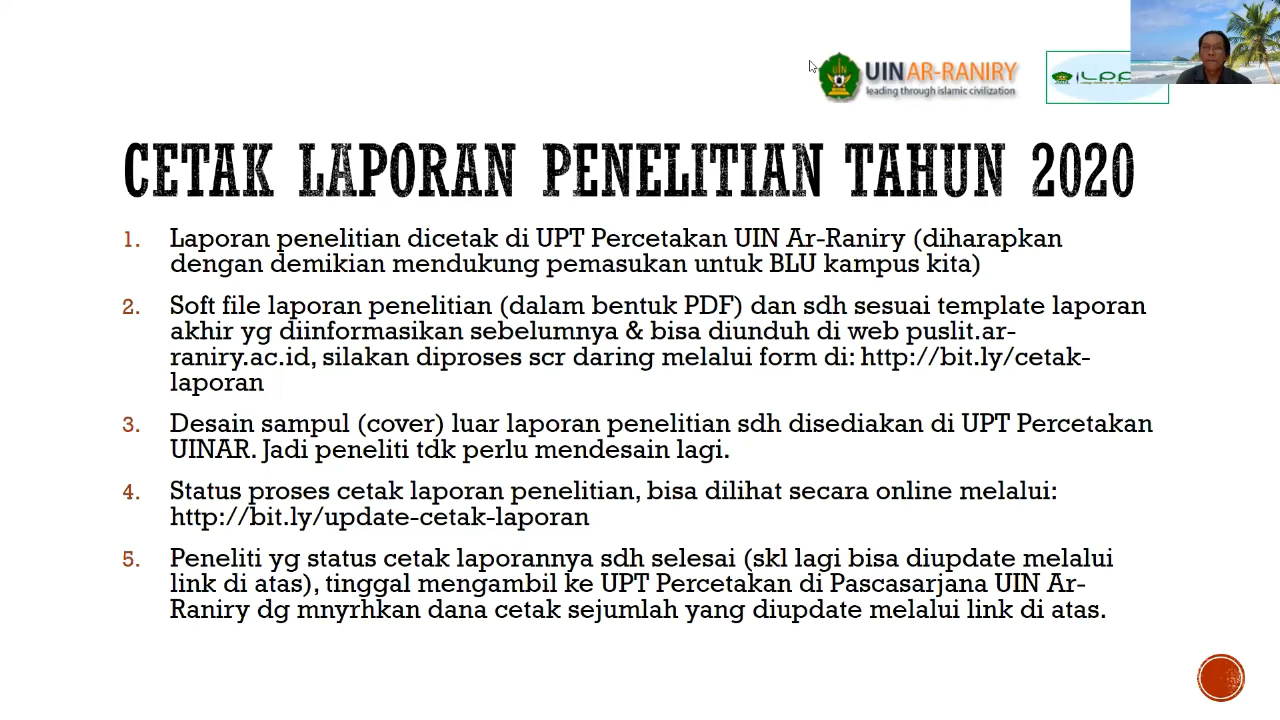 UIN AR-RANIRY
leading through islamic civilization
CETAK LAPORAN PENELITIAN TAHUN 2020
1. Laporan penelitian dicetak di UPT Percetakan UIN Ar-Raniry (diharapkan
dengan demikian mendukung pemasukan untuk BLU kampus kita)
2. Soft file laporan penelitian (dalam bentuk PDF) dan sdh sesuai template laporan
akhir yg diinformasikan sebelumnya & bisa diunduh di web puslit.ar-
raniry.ac.id, silakan diproses scr daring melalui form di: http://bit.ly/cetak-
laporan
3. Desain sampul (cover) luar laporan penelitian sdh disediakan di UPT Percetakan
UINAR. Jadi peneliti tdk perlu mendesain lagi.
4. Status proses cetak laporan penelitian, bisa dilihat secara online melalui:
http://bit.ly/update-cetak-laporan
5. Peneliti yg status cetak laporannya sdh selesai (skl lagi bisa diupdate melalui
link di atas), tinggal mengambil ke UPT Percetakan di Pascasarjana UIN Ar-
Raniry dg mnyrhkan dana cetak sejumlah yang diupdate melalui link di atas.